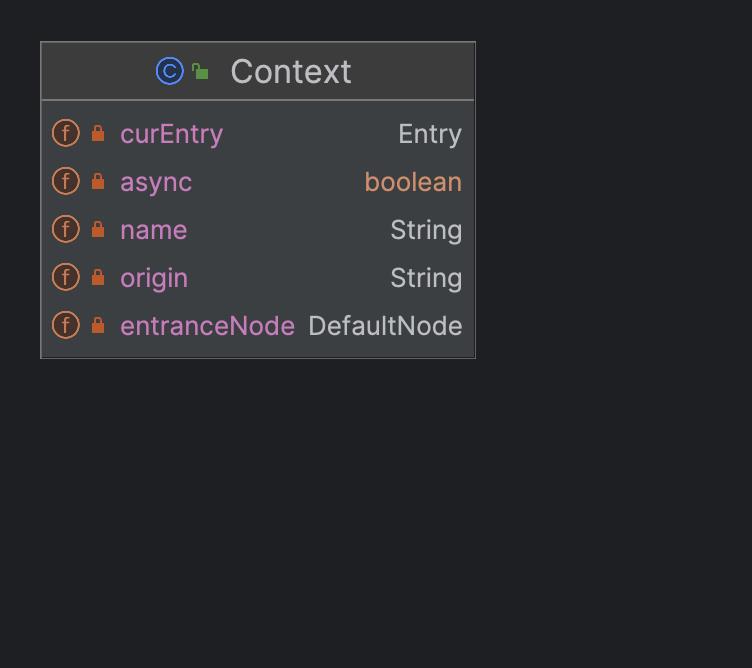 C Context
f curEntry Entry
f async boolean
f name String
f origin String
f entranceNode DefaultNode